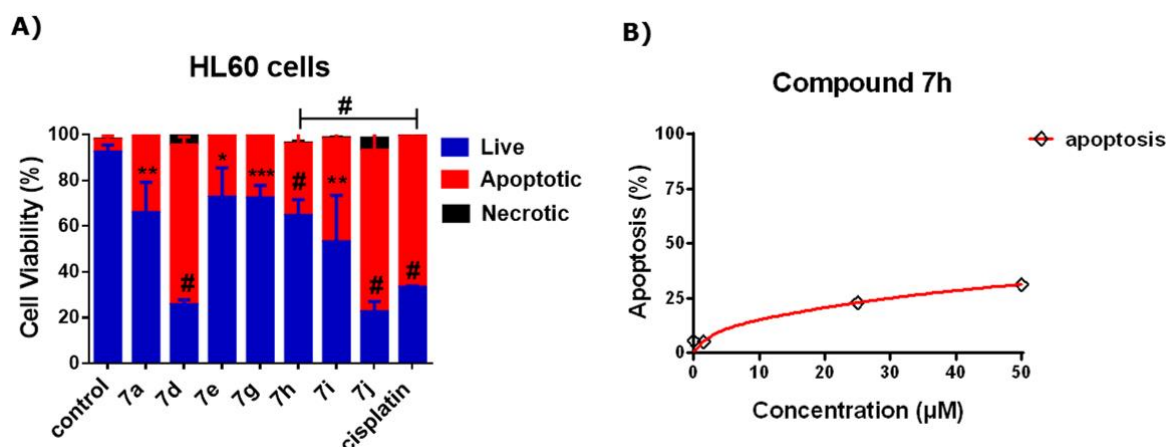 A)
HL60 cells
#
100
80
60
40
20
0
Cell Viability (%)
**
#
*
***
#
**
#
#
control
7a
7d
7e
7g
7h
7i
7j
cisplatin
Live
Apoptotic
Necrotic
B)
Compound 7h
100
75
50
25
0
Apoptosis (%)
0 10 20 30 40 50
Concentration (µM)
apoptosis